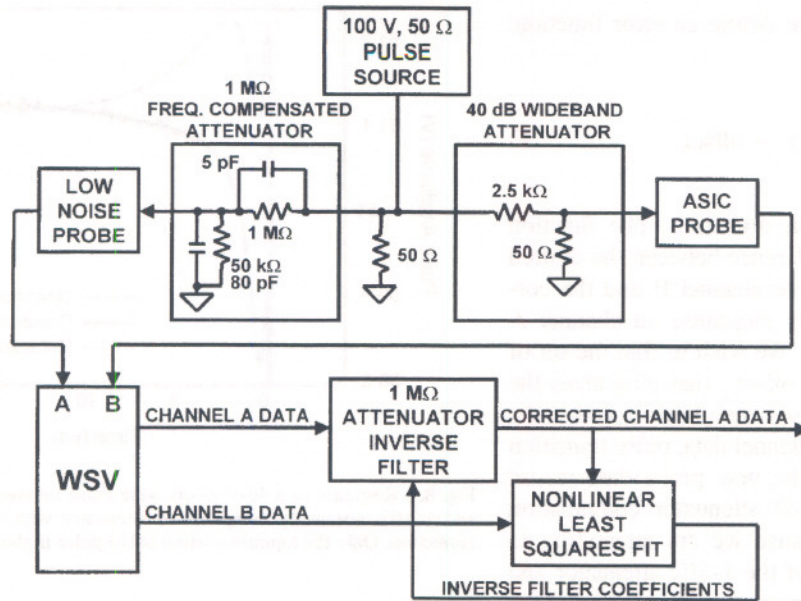 100 V, 50 Ω
PULSE
SOURCE
1 MΩ
FREQ. COMPENSATED
ATTENUATOR
40 dB WIDEBAND
ATTENUATOR
5 pF
2.5 kΩ
LOW
NOISE
PROBE
ASIC
PROBE
1 MΩ
50 Ω
50 Ω
50 kΩ
80 pF
A B
WSV
CHANNEL A DATA
1 MΩ
ATTENUATOR
INVERSE
FILTER
CORRECTED CHANNEL A DATA
CHANNEL B DATA
NONLINEAR
LEAST
SQUARES FIT
INVERSE FILTER COEFFICIENTS